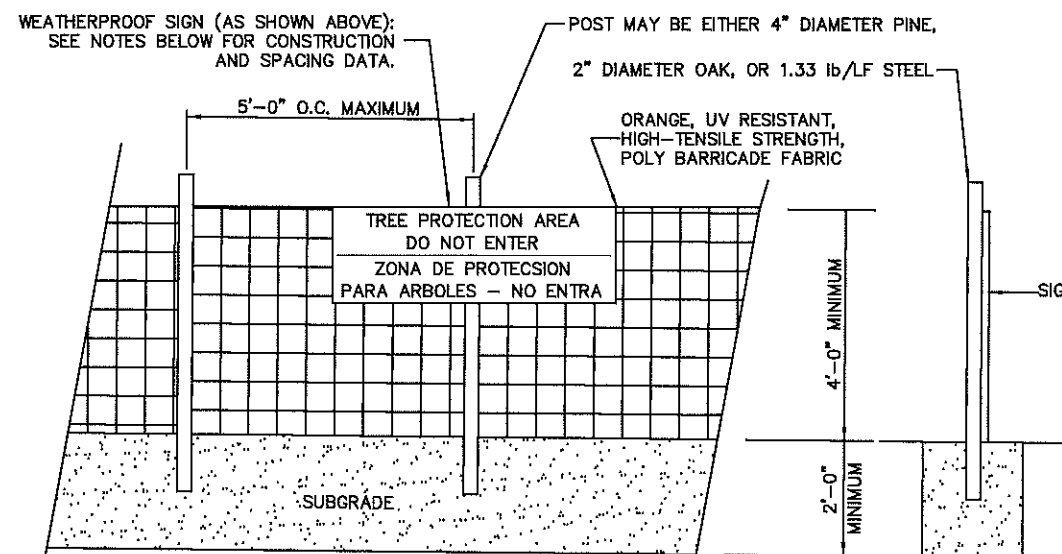 WEATHERPROOF SIGN (AS SHOWN ABOVE):
SEE NOTES BELOW FOR CONSTRUCTION
AND SPACING DATA.
POST MAY BE EITHER 4" DIAMETER PINE,
2" DIAMETER OAK, OR 1.33 lb/LF STEEL
5'-0" O.C. MAXIMUM
ORANGE, UV RESISTANT,
HIGH-TENSILE STRENGTH,
POLY BARRICADE FABRIC
TREE PROTECTION AREA
DO NOT ENTER
ZONA DE PROTECSION
PARA ARBOLES - NO ENTRA
4'-0" MINIMUM
SIG
SUBGRADE
2'-0"
MINIMUM